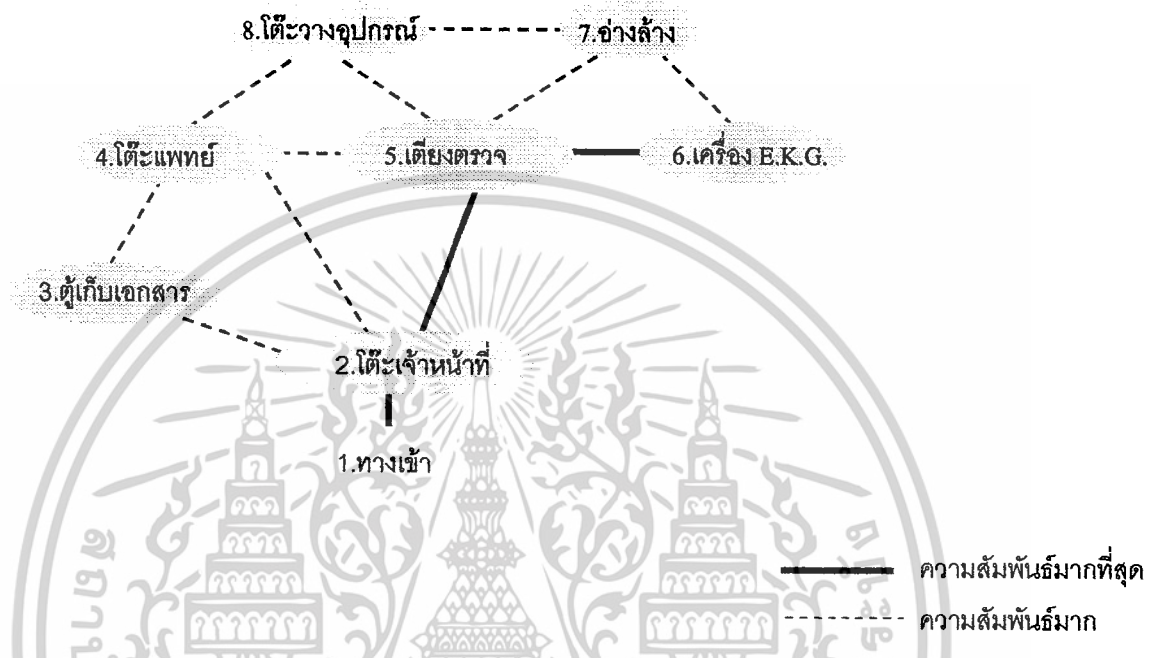 8.โต๊ะวางอุปกรณ์ 7.อ่างล้าง
4.โต๊ะแพทย์ 5.เตียงตรวจ 6.เครื่อง E.K.G.
3.ตู้เก็บเอกสาร
2.โต๊ะเจ้าหน้าที่
1.ทางเข้า
ความสัมพันธ์มากที่สุด
ความสัมพันธ์มาก